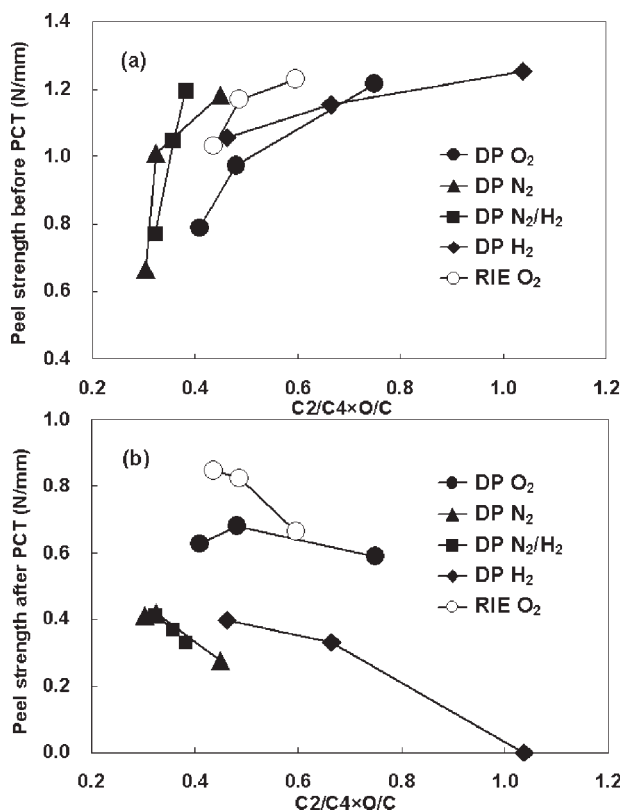 (a)
Peel strength before PCT (N/mm)
1.4
1.2
1.0
0.8
0.6
0.4
DP O₂
DP N₂
DP N₂/H₂
DP H₂
RIE O₂
0.2 0.4 0.6 0.8 1.0 1.2
C2/C4×O/C
(b)
Peel strength after PCT (N/mm)
1.0
0.8
0.6
0.4
0.2
0.0
DP O₂
DP N₂
DP N₂/H₂
DP H₂
RIE O₂
0.2 0.4 0.6 0.8 1.0 1.2
C2/C4×O/C